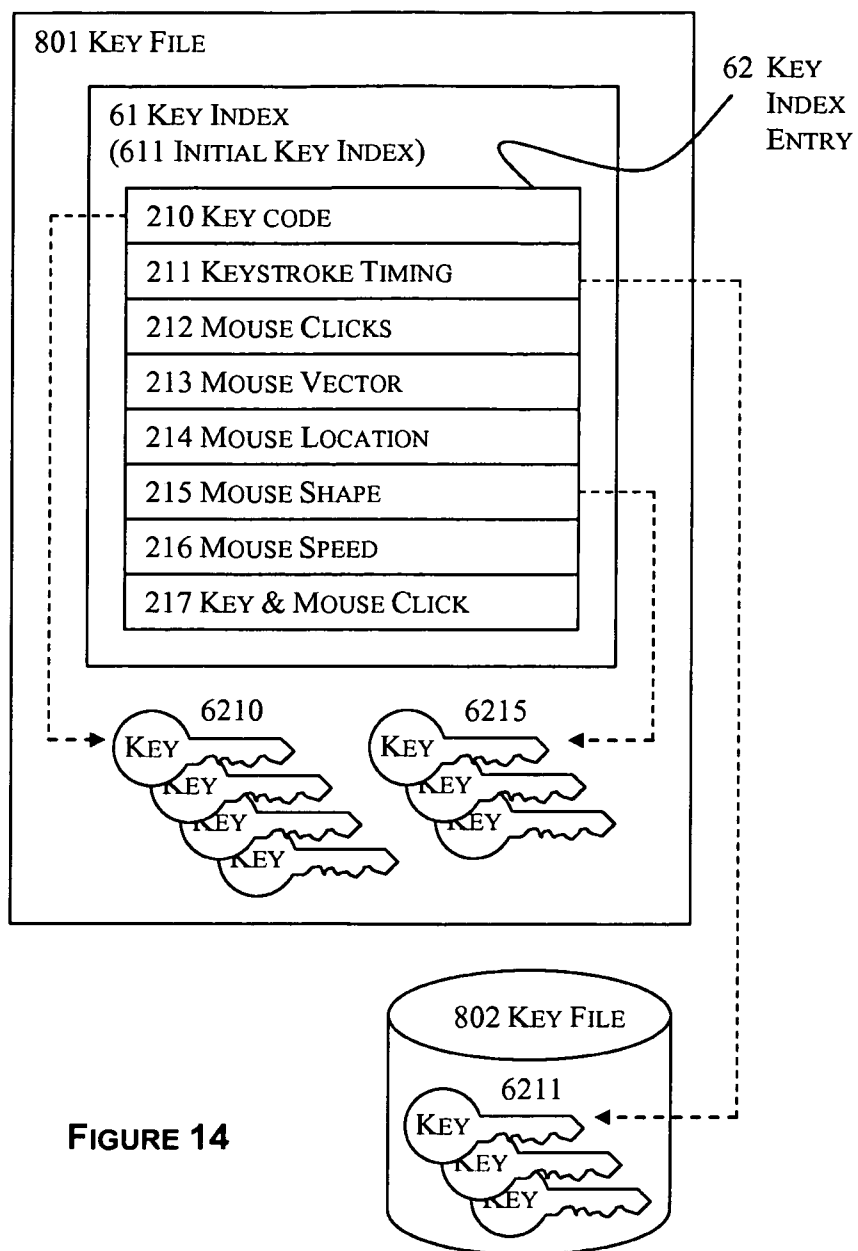 801 KEY FILE
62 KEY
INDEX
ENTRY
61 KEY INDEX
(611 INITIAL KEY INDEX)
210 KEY CODE
211 KEYSTROKE TIMING
212 MOUSE CLICKS
213 MOUSE VECTOR
214 MOUSE LOCATION
215 MOUSE SHAPE
216 MOUSE SPEED
217 KEY & MOUSE CLICK
6210
KEY
KEY
KEY
KEY
6215
KEY
KEY
KEY
802 KEY FILE
6211
KEY
KEY
KEY
FIGURE 14